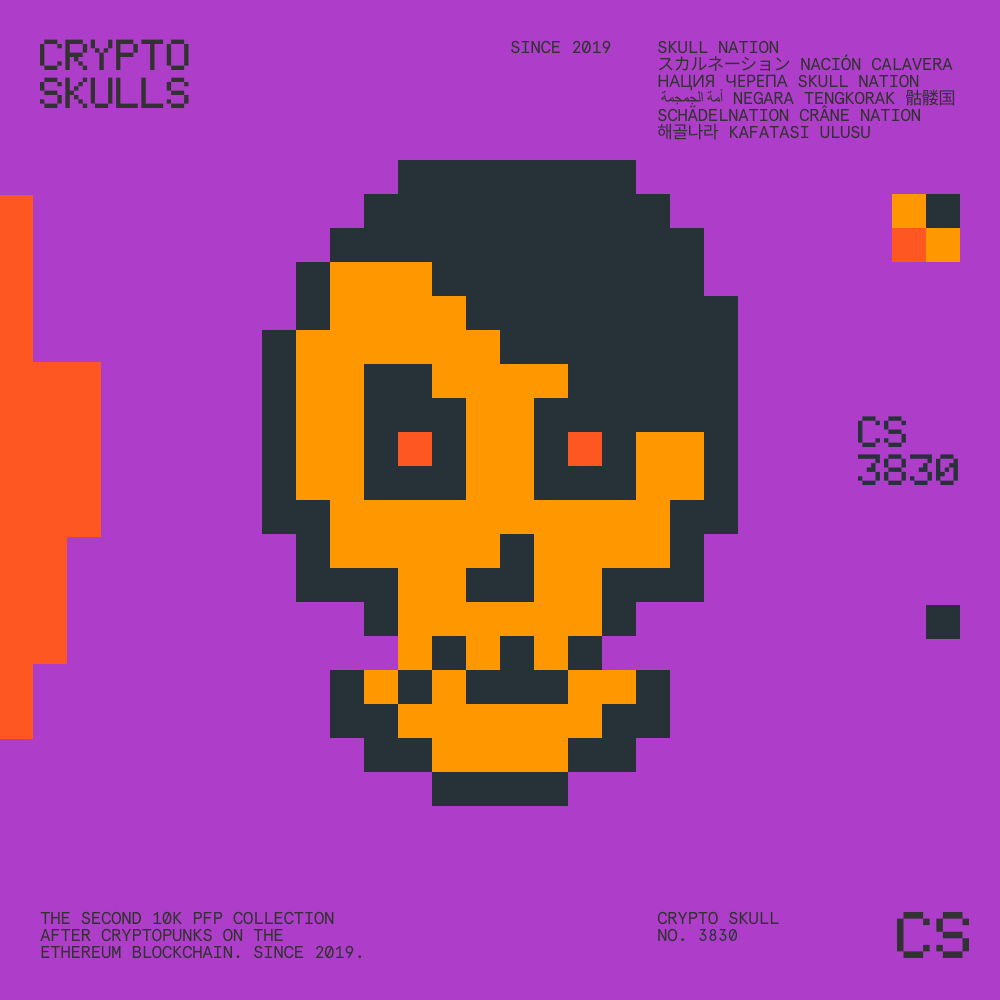 CRYPTO
SKULLS
SINCE 2019
SKULL NATION
スカルネーション NACIÓN CALAVERA
НАЦИЯ ЧЕРЕПА SKULL NATION
أمة الجمجمة NEGARA TENGKORAK 骷髅国
SCHÄDELNATION CRÂNE NATION
해골나라 KAFATASI ULUSU
CS
3830
THE SECOND 10K PFP COLLECTION
AFTER CRYPTOPUNKS ON THE
ETHEREUM BLOCKCHAIN. SINCE 2019.
CRYPTO SKULL
NO. 3830
CS